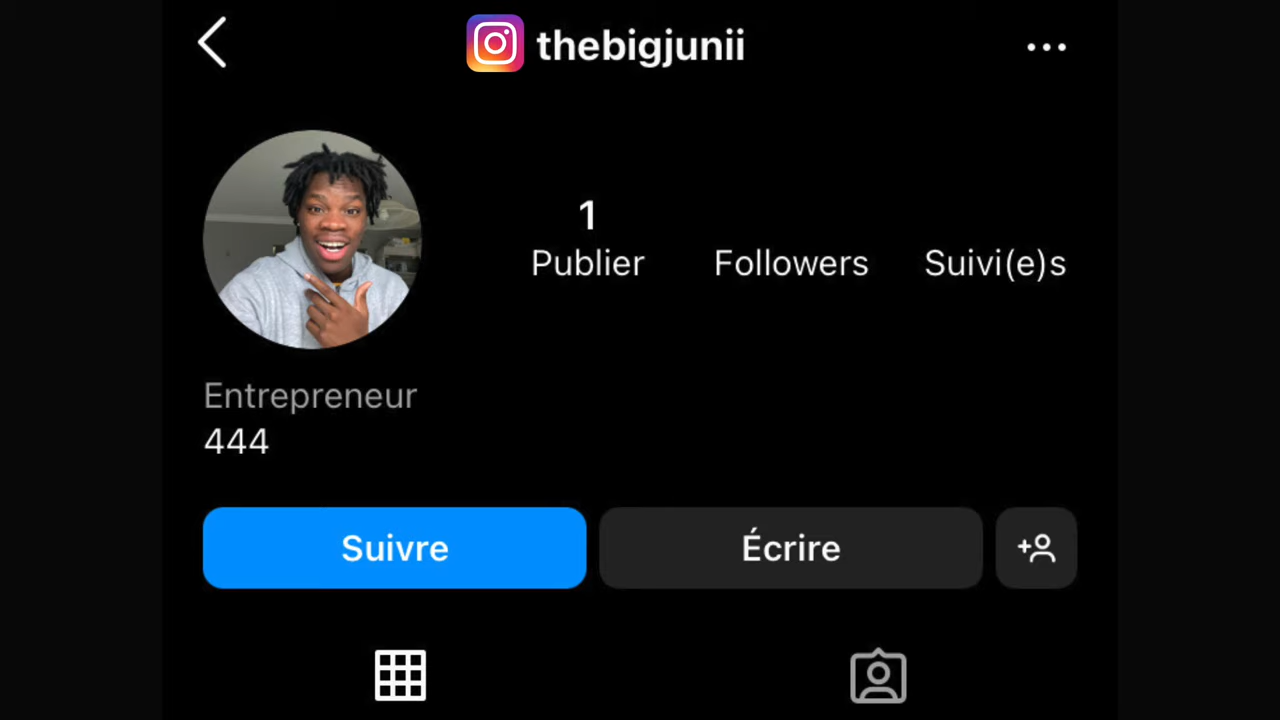 thebigjunii
1
Publier Followers Suivi(e)s
Entrepreneur
444
Suivre Écrire